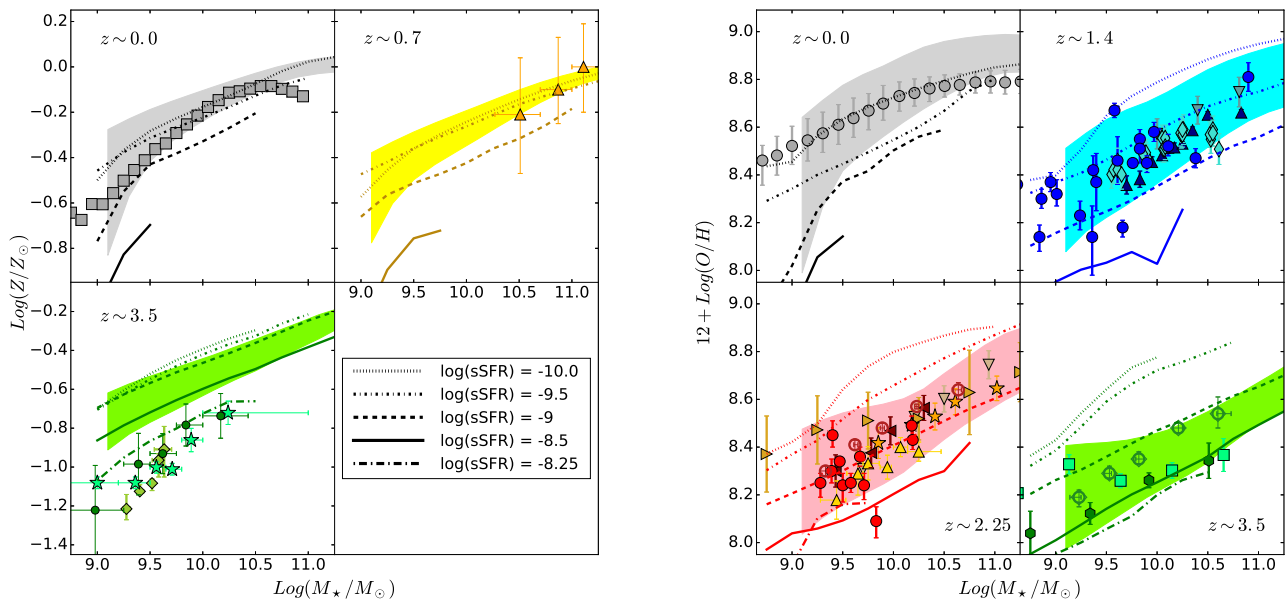 z∼0.0
z∼0.7
0.2
0.0
−0.2
−0.4
−0.6
−0.8
9.0 9.5 10.0 10.5 11.0
Log(Z/Z⊙)
z∼3.5
−0.2
−0.4
−0.6
−0.8
−1.0
−1.2
−1.4
9.0 9.5 10.0 10.5 11.0
log(sSFR) = -10.0
log(sSFR) = -9.5
log(sSFR) = -9
log(sSFR) = -8.5
log(sSFR) = -8.25
Log(M⋆/M⊙)
z∼0.0
z∼1.4
9.0
8.8
8.6
8.4
8.2
8.0
12 + Log(O/H)
9.0
8.8
8.6
8.4
8.2
8.0
z∼2.25
z∼3.5
9.0 9.5 10.0 10.5 11.0
9.0 9.5 10.0 10.5 11.0
Log(M⋆/M⊙)